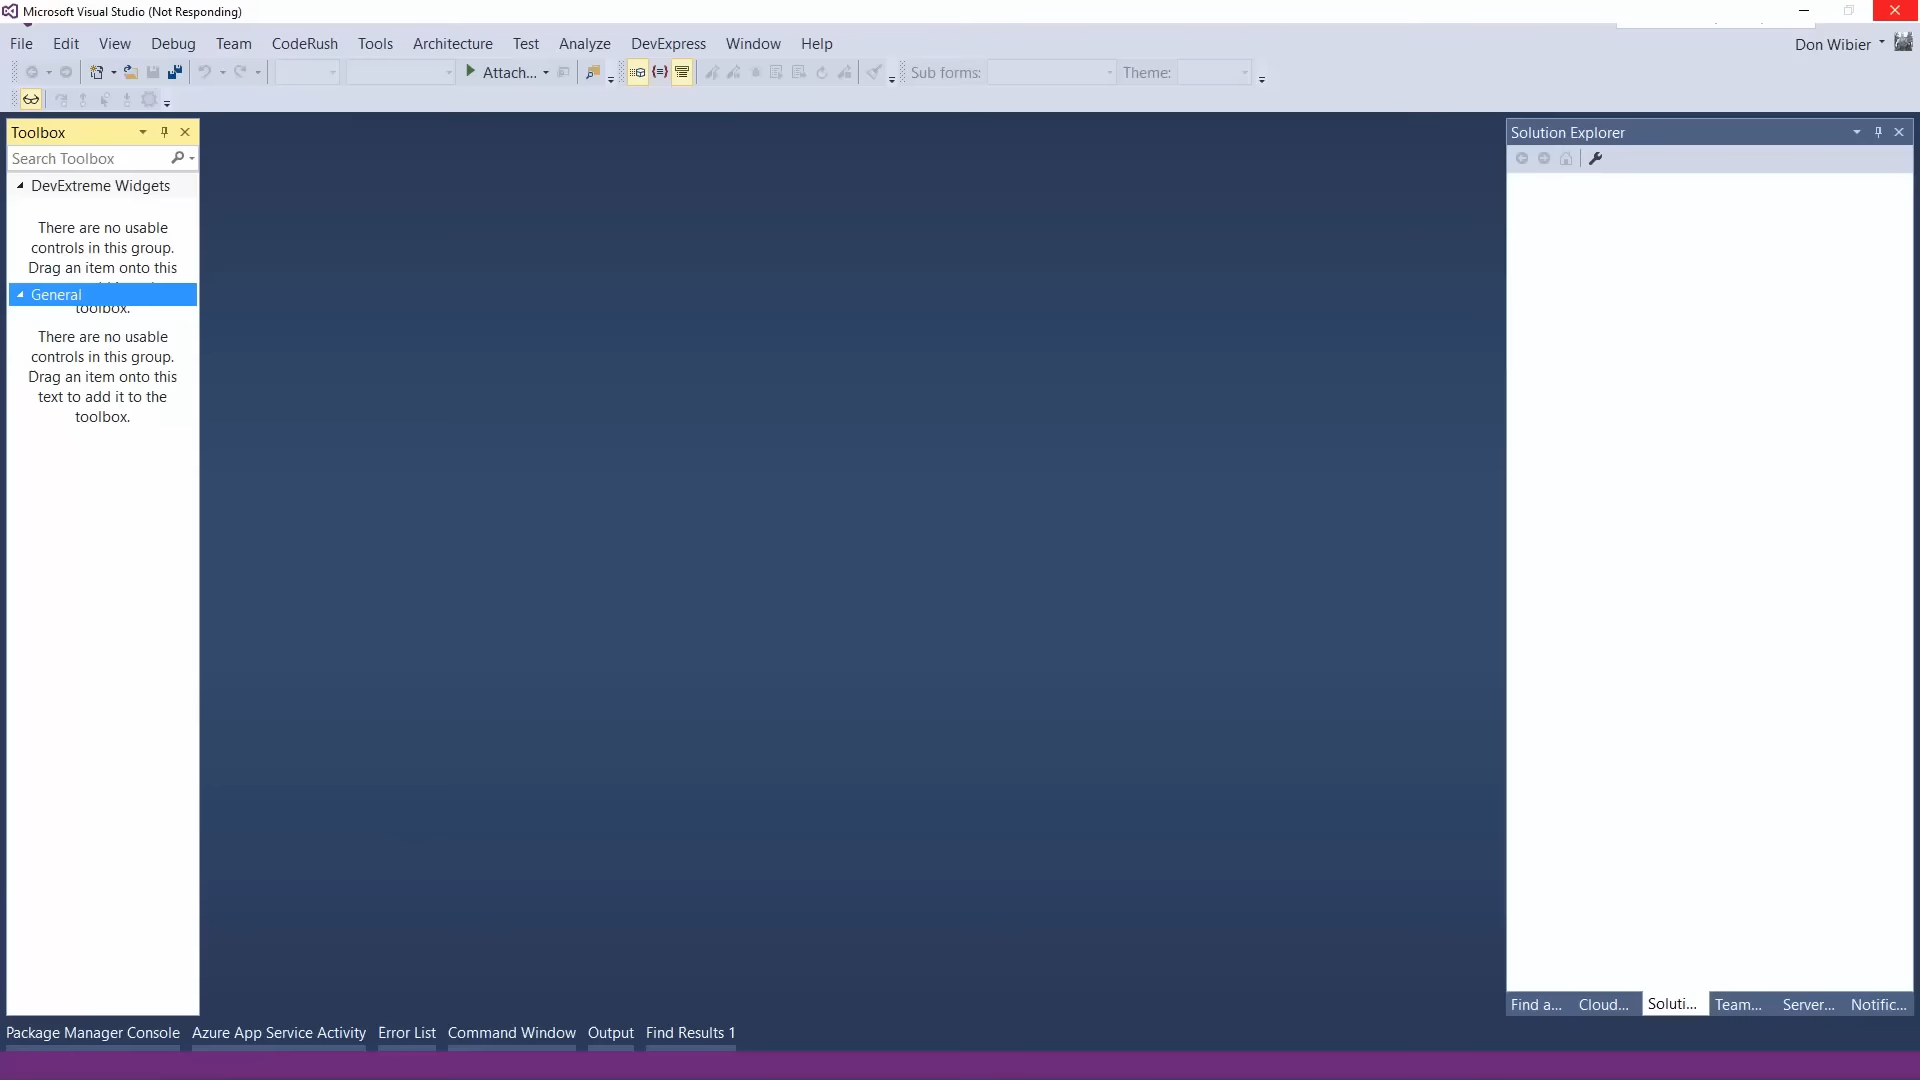 Microsoft Visual Studio (Not Responding)
File Edit View Debug Team CodeRush Tools Architecture Test Analyze DevExpress Window Help
Don Wibier
Attach...
Sub forms:
Theme:
Toolbox
Search Toolbox
DevExtreme Widgets
There are no usable
controls in this group.
Drag an item onto this
General
toolbox.
There are no usable
controls in this group.
Drag an item onto this
text to add it to the
toolbox.
Solution Explorer
Find a... Cloud... Soluti... Team... Server... Notific...
Package Manager Console Azure App Service Activity Error List Command Window Output Find Results 1